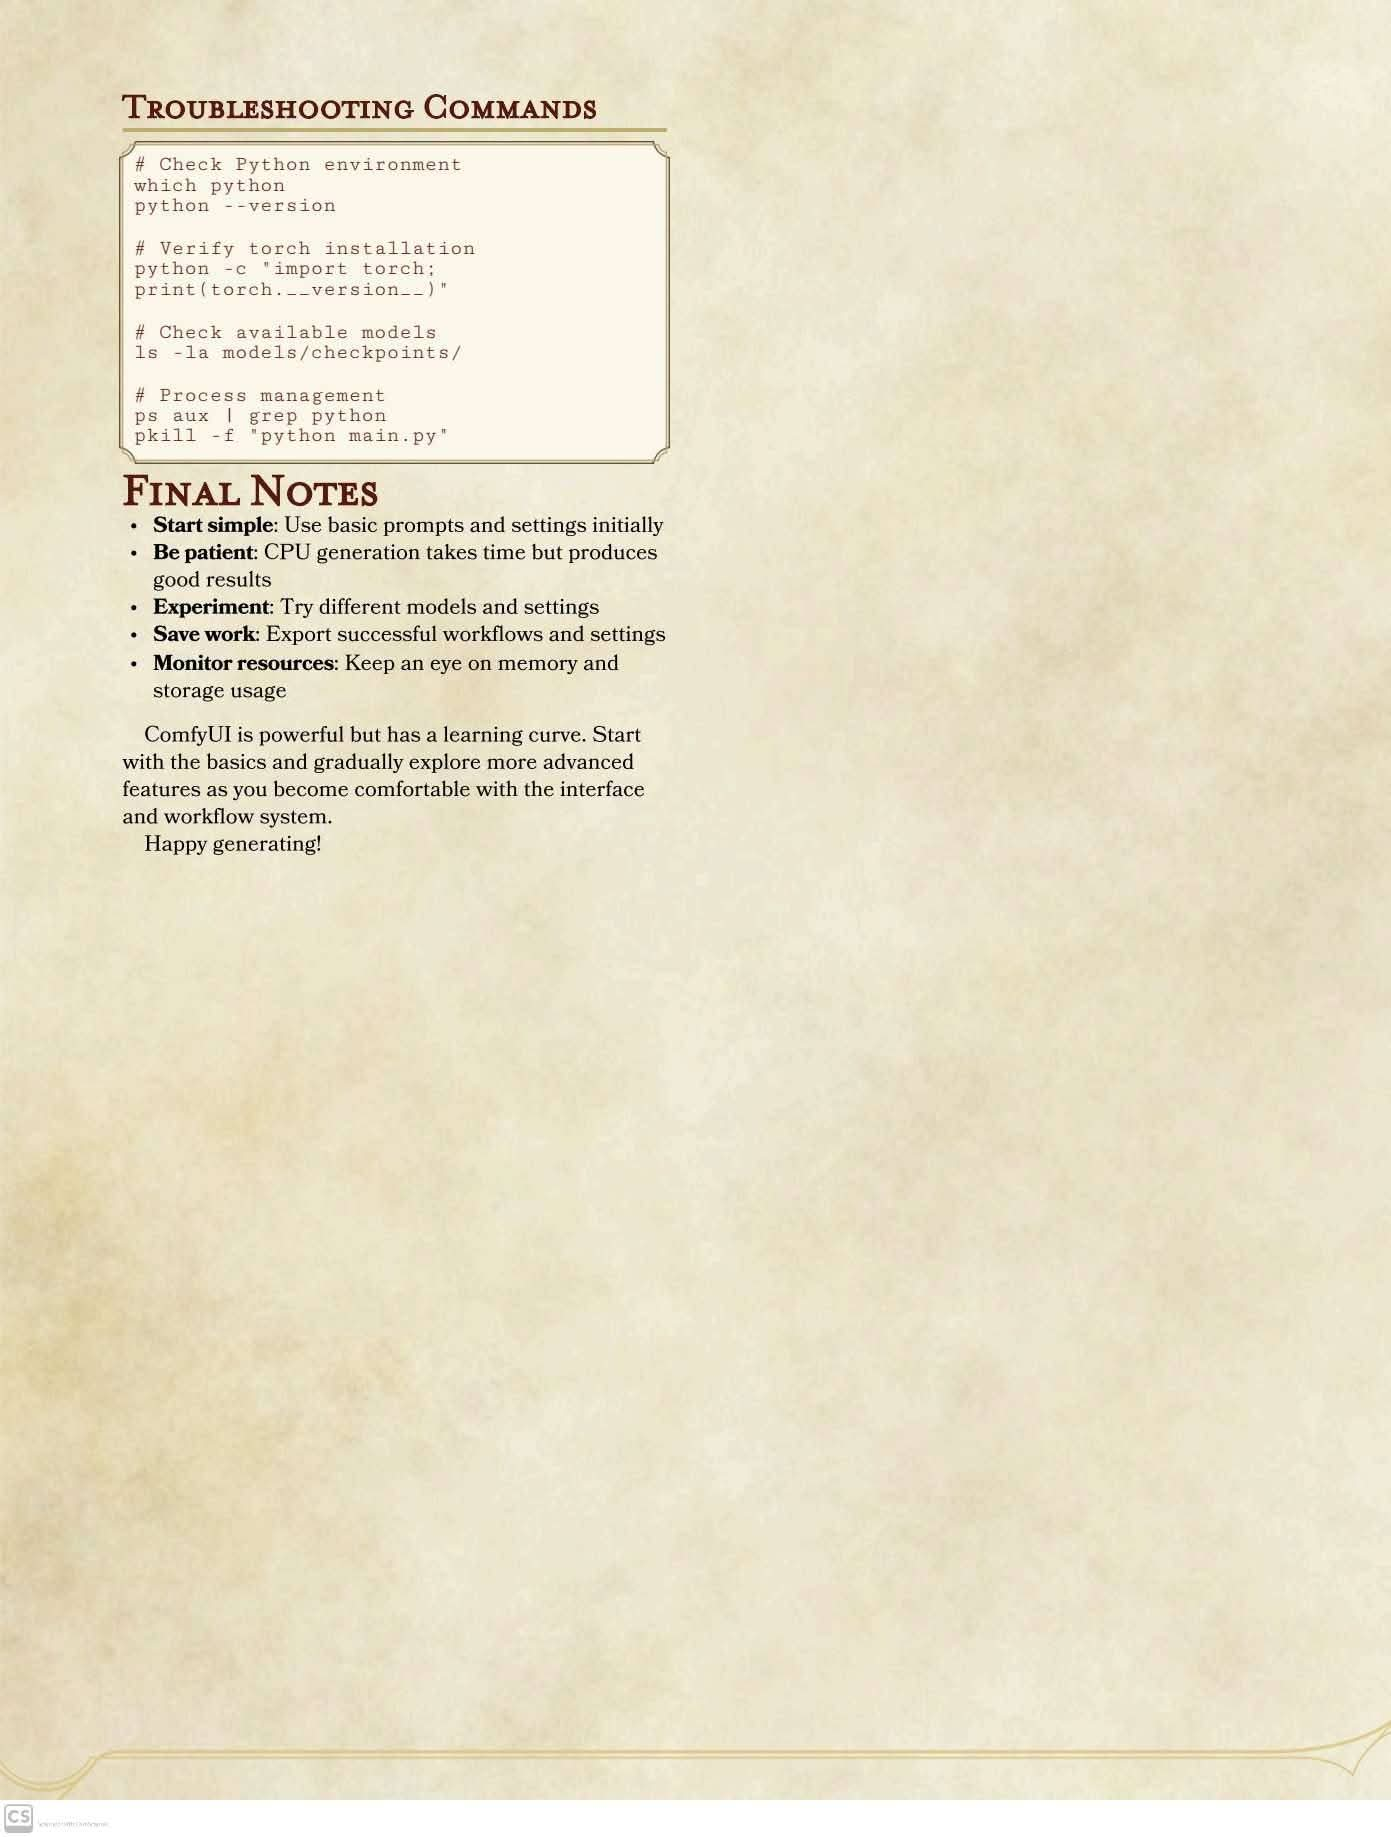 Troubleshooting Commands
# Check Python environment
which python
python --version
# Verify torch installation
python -c "import torch;
print(torch.__version__)"
# Check available models
ls -la models/checkpoints/
# Process management
ps aux | grep python
pkill -f "python main.py"
Final Notes
• Start simple: Use basic prompts and settings initially
• Be patient: CPU generation takes time but produces
good results
• Experiment: Try different models and settings
• Save work: Export successful workflows and settings
• Monitor resources: Keep an eye on memory and
storage usage
ComfyUI is powerful but has a learning curve. Start
with the basics and gradually explore more advanced
features as you become comfortable with the interface
and workflow system.
Happy generating!
CS